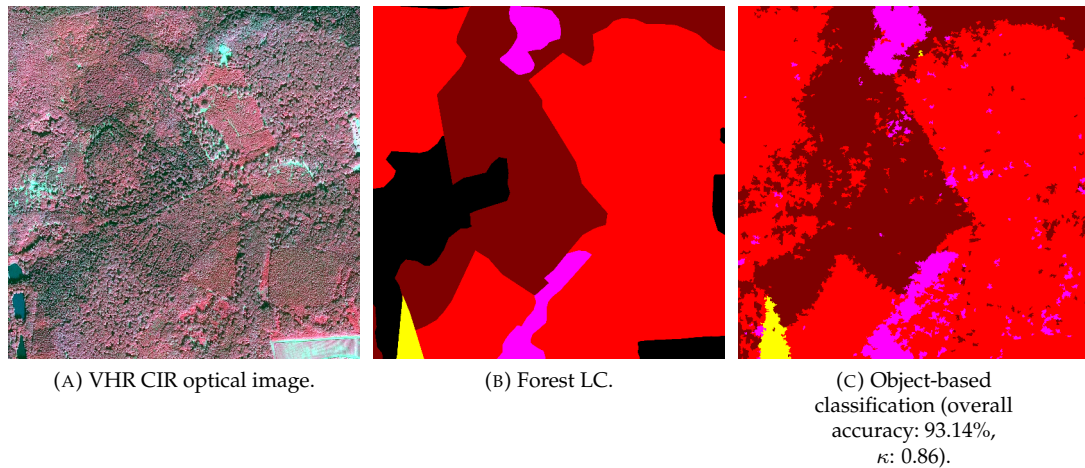 (A) VHR CIR optical image.
(B) Forest LC.
(C) Object-based
classification (overall
accuracy: 93.14%,
κ: 0.86).